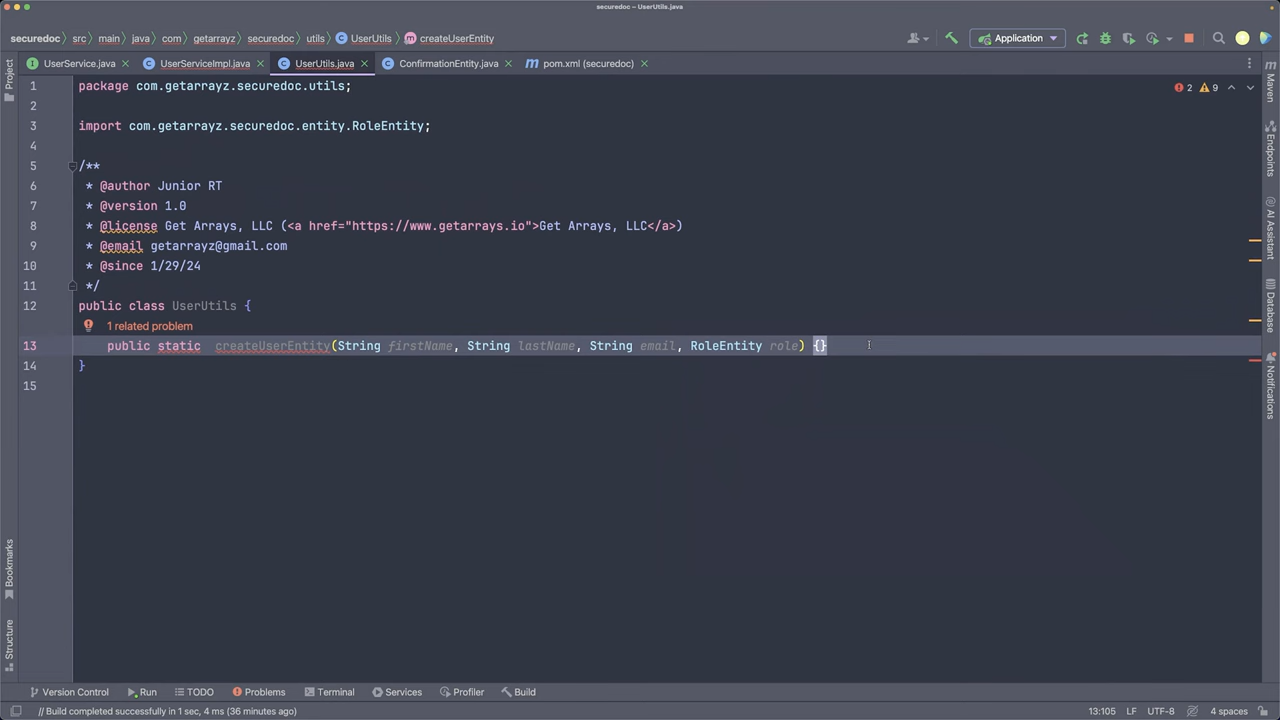 securedoc – UserUtils.java
securedoc src main java com getarrayz securedoc utils UserUtils createUserEntity
Application
UserService.java UserServiceImpl.java UserUtils.java ConfirmationEntity.java pom.xml (securedoc)
1 package com.getarrayz.securedoc.utils;
2 9
2
3 import com.getarrayz.securedoc.entity.RoleEntity;
4
5 /**
6 * @author Junior RT
7 * @version 1.0
8 * @license Get Arrays, LLC (<a href="https://www.getarrays.io">Get Arrays, LLC</a>)
9 * @email getarrayz@gmail.com
10 * @since 1/29/24
11 */
12 public class UserUtils {
1 related problem
13 public static createUserEntity(String firstName, String lastName, String email, RoleEntity role) {}
14 }
15
Project
Bookmarks
Structure
Maven
Endpoints
AI Assistant
Database
Notifications
Version Control Run TODO Problems Terminal Services Profiler Build
// Build completed successfully in 1 sec, 4 ms (36 minutes ago)
13:105 LF UTF-8 4 spaces